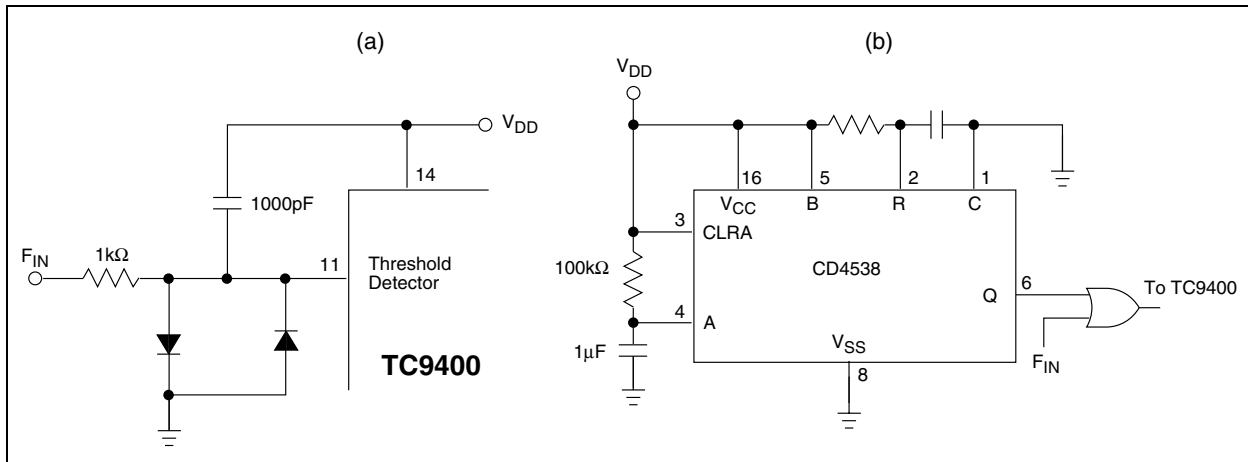 (a)
V_DD
14
1000pF
F_IN
1kΩ
11
Threshold
Detector
TC9400
(b)
V_DD
16
5
2
1
V_CC
B
R
C
3
CLRA
100kΩ
CD4538
4
A
Q
6
To TC9400
1µF
V_SS
8
F_IN